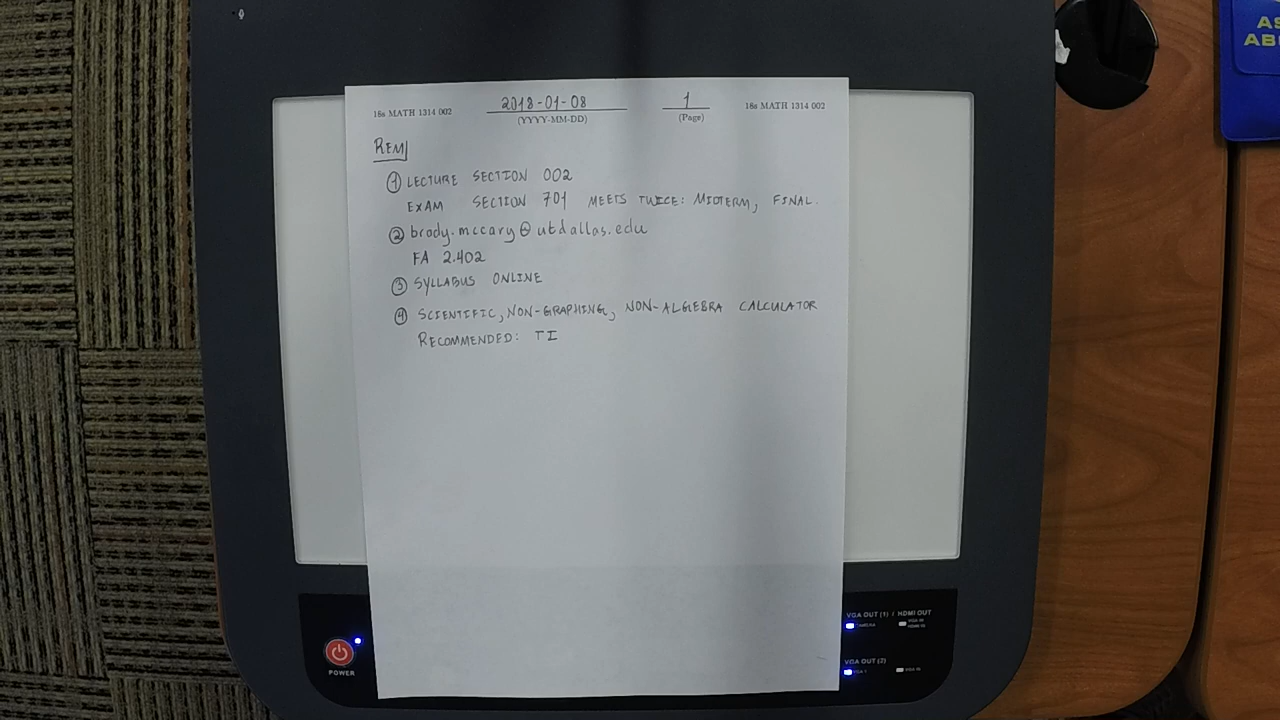 18s MATH 1314 002
2018-01-08
(YYYY-MM-DD)
1
(Page)
18s MATH 1314 002
REM
① LECTURE SECTION 002
EXAM SECTION 701 MEETS TWICE: MIDTERM, FINAL.
② brody.mccary@utdallas.edu
FA 2.402
③ SYLLABUS ONLINE
④ SCIENTIFIC, NON-GRAPHING, NON-ALGEBRA CALCULATOR
RECOMMENDED: TI
POWER
VGA OUT (1) / HDMI OUT
VGA OUT (2)